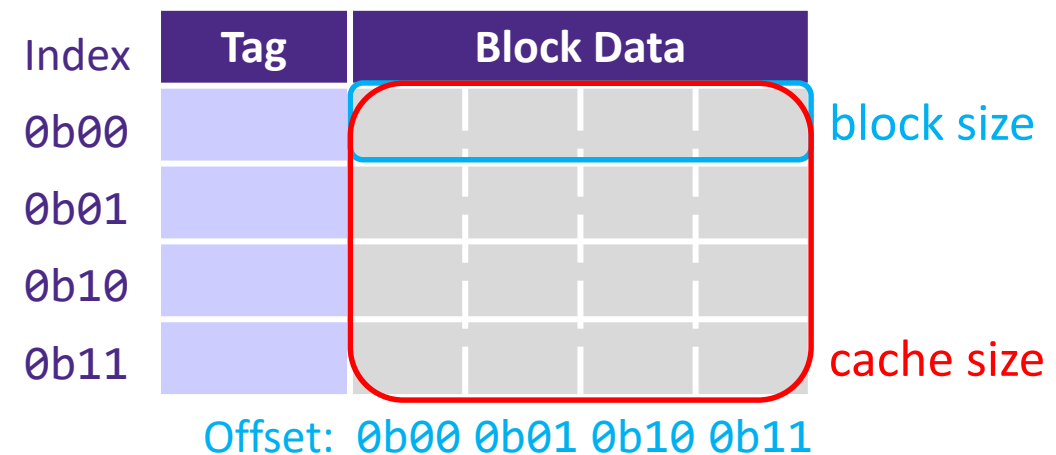 Index Tag Block Data
0b00 block size
0b01
0b10
0b11 cache size
Offset: 0b00 0b01 0b10 0b11